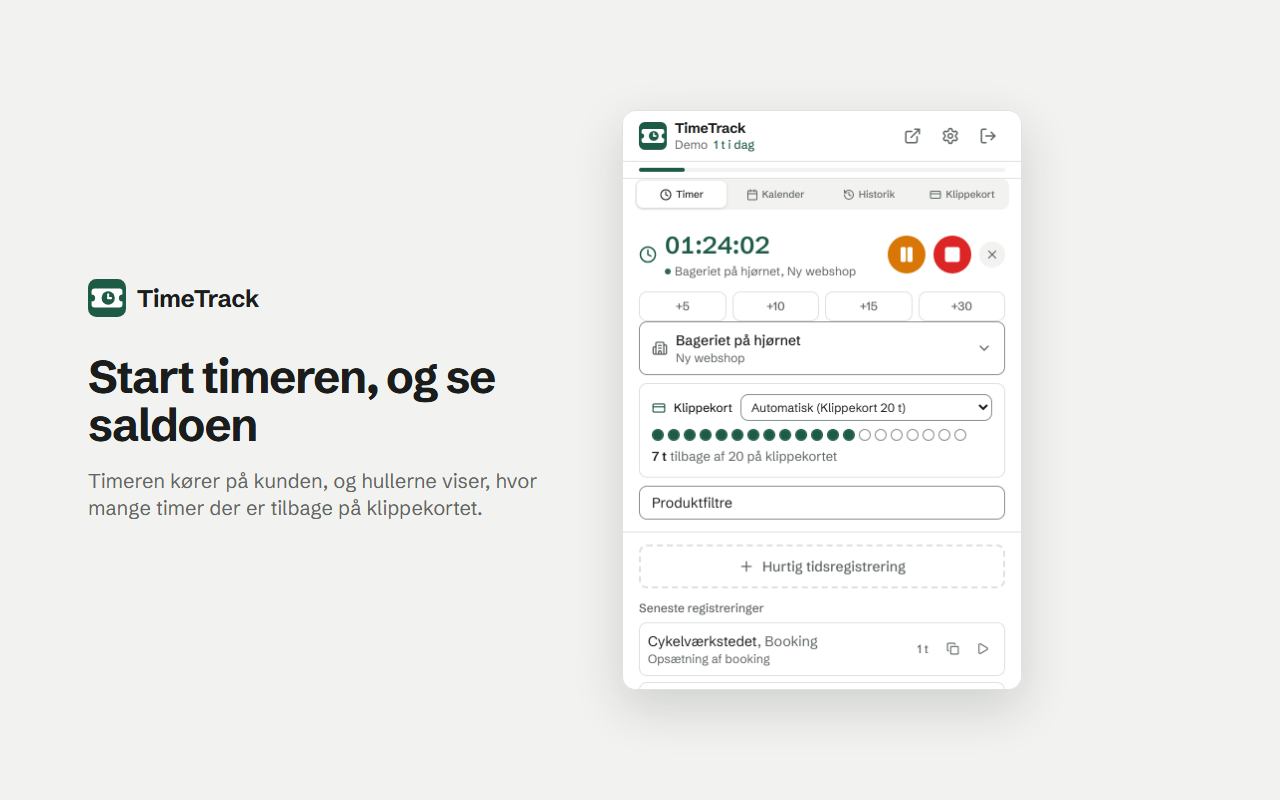 TimeTrack
Start timeren, og se
saldoen
Timeren kører på kunden, og hullerne viser, hvor
mange timer der er tilbage på klippekortet.
TimeTrack
Demo 1 t i dag
Timer Kalender Historik Klippekort
01:24:02
Bageriet på hjørnet, Ny webshop
+5 +10 +15 +30
Bageriet på hjørnet
Ny webshop
Klippekort Automatisk (Klippekort 20 t)
7 t tilbage af 20 på klippekortet
Produktfiltre
Hurtig tidsregistrering
Seneste registreringer
Cykelværkstedet, Booking
Opsætning af booking
1 t